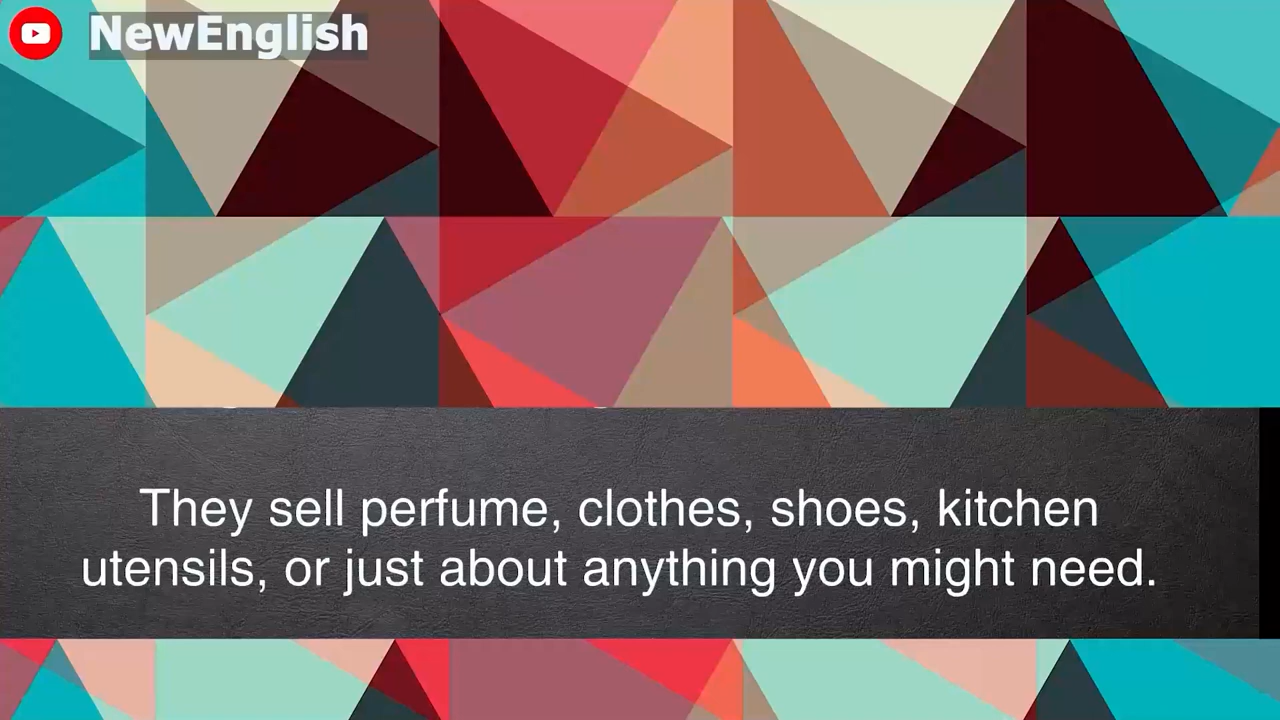 NewEnglish
They sell perfume, clothes, shoes, kitchen
utensils, or just about anything you might need.